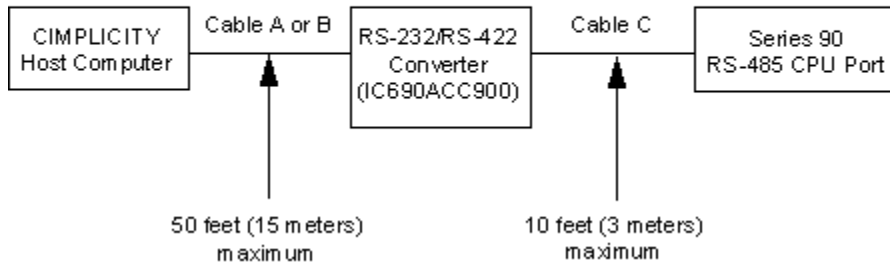 CIMPLICITY
Host Computer
Cable A or B
RS-232/RS-422
Converter
(IC690ACC900)
Cable C
Series 90
RS-485 CPU Port
50 feet (15 meters)
maximum
10 feet (3 meters)
maximum